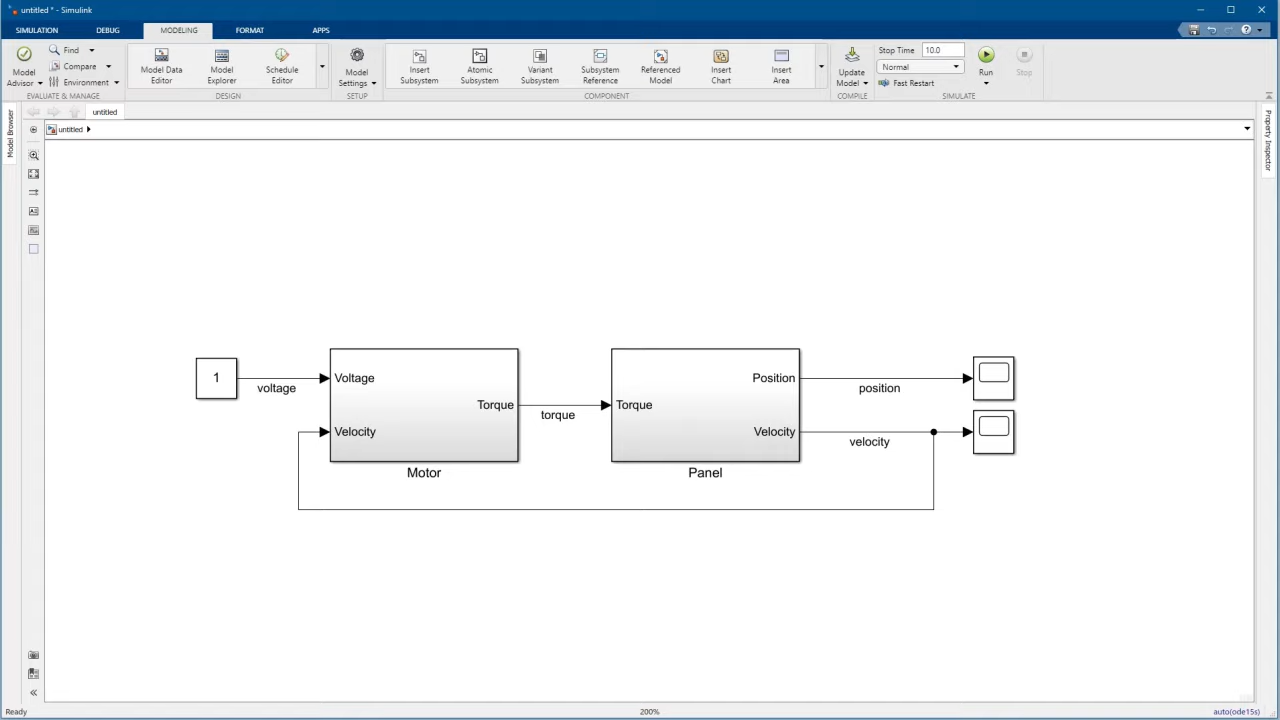 untitled * - Simulink
SIMULATION DEBUG MODELING FORMAT APPS
Model Advisor
Find
Compare
Environment
EVALUATE & MANAGE
Model Data Editor
Model Explorer
Schedule Editor
DESIGN
Model Settings
SETUP
Insert Subsystem
Atomic Subsystem
Variant Subsystem
Subsystem Reference
Referenced Model
Insert Chart
Insert Area
COMPONENT
Update Model
COMPILE
Stop Time 10.0
Normal
Fast Restart
Run
Stop
SIMULATE
Model Browser
untitled
untitled
Property Inspector
1
voltage
Voltage
Velocity
Torque
Motor
torque
Torque
Position
Velocity
Panel
position
velocity
Ready 200% auto(ode15s)